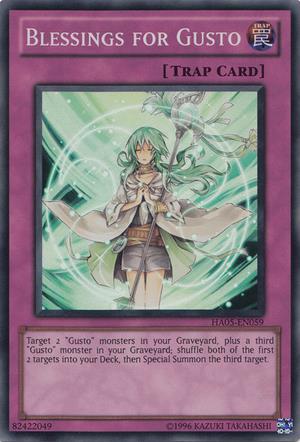 BLESSINGS FOR GUSTO
TRAP
罠
[TRAP CARD]
HA05-EN059
Target 2 "Gusto" monsters in your Graveyard, plus a third
"Gusto" monster in your Graveyard; shuffle both of the first
2 targets into your Deck, then Special Summon the third target.
82422049
©1996 KAZUKI TAKAHASHI